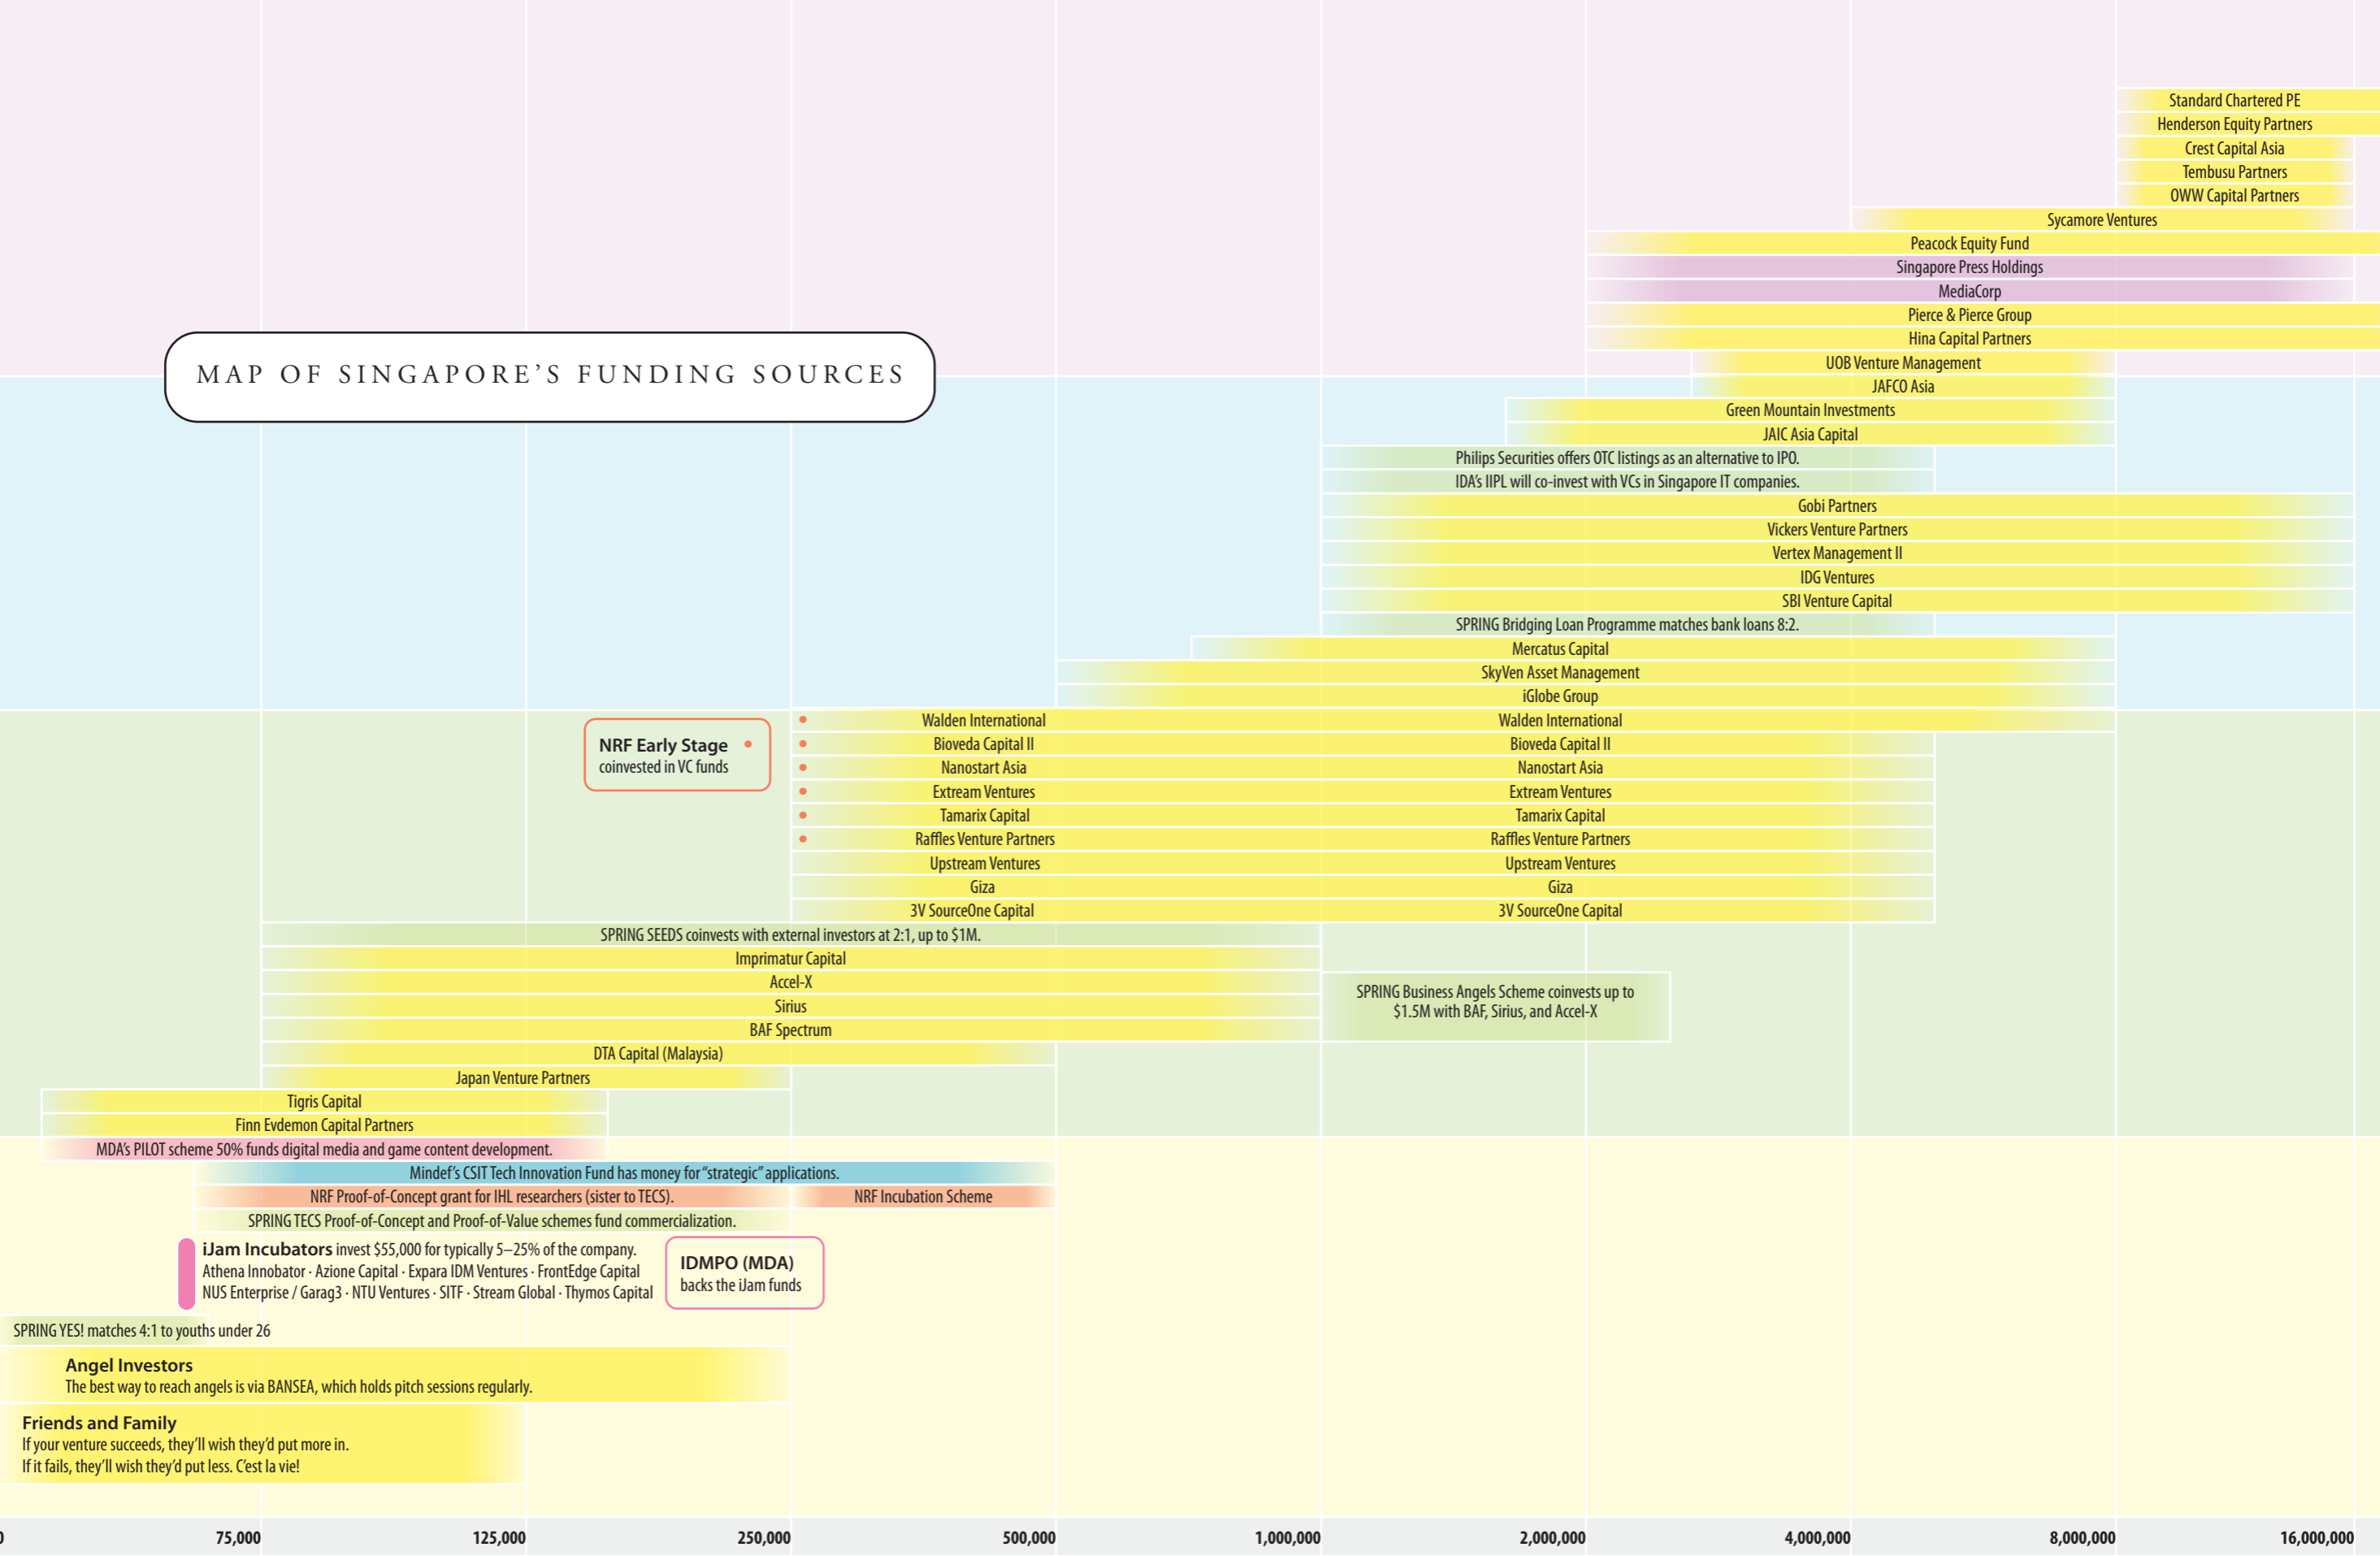 Standard Chartered PE
Henderson Equity Partners
Crest Capital Asia
Tembusu Partners
OWW Capital Partners
Sycamore Ventures
Peacock Equity Fund
Singapore Press Holdings
MediaCorp
Pierce & Pierce Group
Hina Capital Partners
UOB Venture Management
MAP OF SINGAPORE’S FUNDING SOURCES
JAFCO Asia
Green Mountain Investments
JAIC Asia Capital
Philips Securities offers OTC listings as an alternative to IPO.
IDA’s IIPL will co-invest with VCs in Singapore IT companies.
Gobi Partners
Vickers Venture Partners
Vertex Management II
IDG Ventures
SBI Venture Capital
SPRING Bridging Loan Programme matches bank loans 8:2.
Mercatus Capital
SkyVen Asset Management
iGlobe Group
NRF Early Stage •
coinvested in VC funds
• Walden International Walden International
• Bioveda Capital II Bioveda Capital II
• Nanostart Asia Nanostart Asia
• Extream Ventures Extream Ventures
• Tamarix Capital Tamarix Capital
• Raffles Venture Partners Raffles Venture Partners
Upstream Ventures Upstream Ventures
Giza Giza
3V SourceOne Capital 3V SourceOne Capital
SPRING SEEDS coinvests with external investors at 2:1, up to $1M.
Imprimatur Capital
Accel-X
Sirius
BAF Spectrum
SPRING Business Angels Scheme coinvests up to
$1.5M with BAF, Sirius, and Accel-X
DTA Capital (Malaysia)
Japan Venture Partners
Tigris Capital
Finn Evdemon Capital Partners
MDA’s PILOT scheme 50% funds digital media and game content development.
Mindef’s CSIT Tech Innovation Fund has money for “strategic” applications.
NRF Proof-of-Concept grant for IHL researchers (sister to TECS). NRF Incubation Scheme
SPRING TECS Proof-of-Concept and Proof-of-Value schemes fund commercialization.
iJam Incubators invest $55,000 for typically 5–25% of the company.
Athena Innobator · Azione Capital · Expara IDM Ventures · FrontEdge Capital
NUS Enterprise / Garag3 · NTU Ventures · SITF · Stream Global · Thymos Capital
IDMPO (MDA)
backs the iJam funds
SPRING YES! matches 4:1 to youths under 26
Angel Investors
The best way to reach angels is via BANSEA, which holds pitch sessions regularly.
Friends and Family
If your venture succeeds, they’ll wish they’d put more in.
If it fails, they’ll wish they’d put less. C’est la vie!
0 75,000 125,000 250,000 500,000 1,000,000 2,000,000 4,000,000 8,000,000 16,000,000